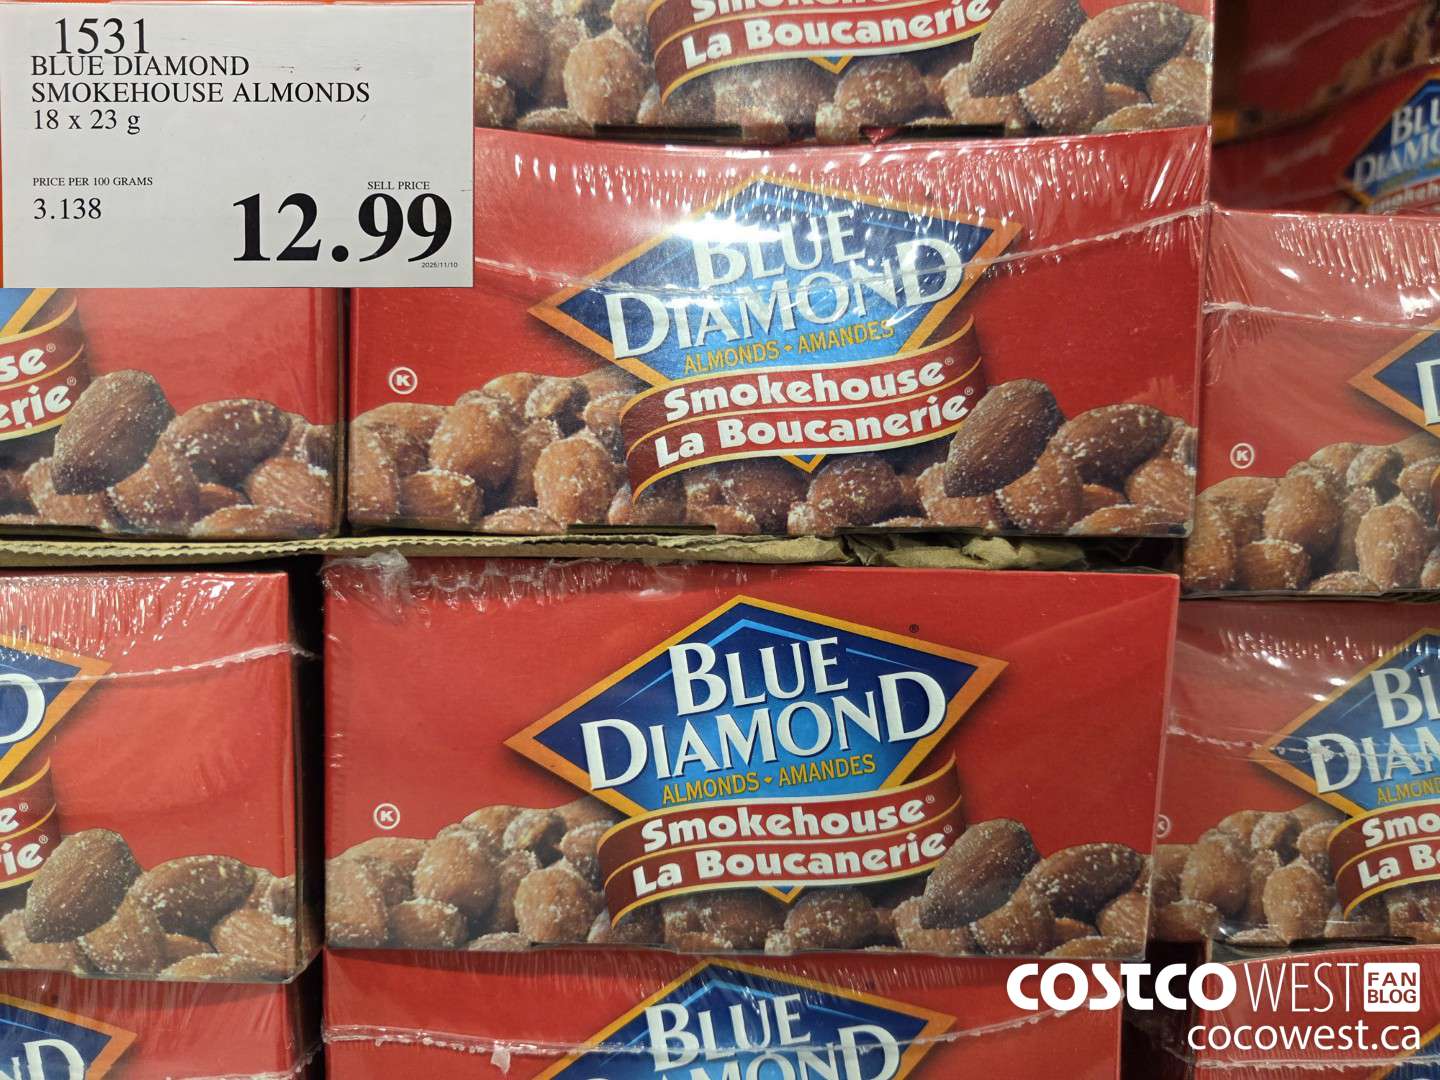 1531
BLUE DIAMOND
SMOKEHOUSE ALMONDS
18 x 23 g
PRICE PER 100 GRAMS
3.138
SELL PRICE
12.99
2025/11/10
La Boucanerie
BLUE
DIAMOND
ALMONDS • AMANDES
Smokehouse®
La Boucanerie®
K
BLUE
DIAMOND
ALMONDS • AMANDES
Smokehouse®
La Boucanerie®
K
K
BLUE
DIAMOND
COSTCO WEST FAN BLOG
cocowest.ca